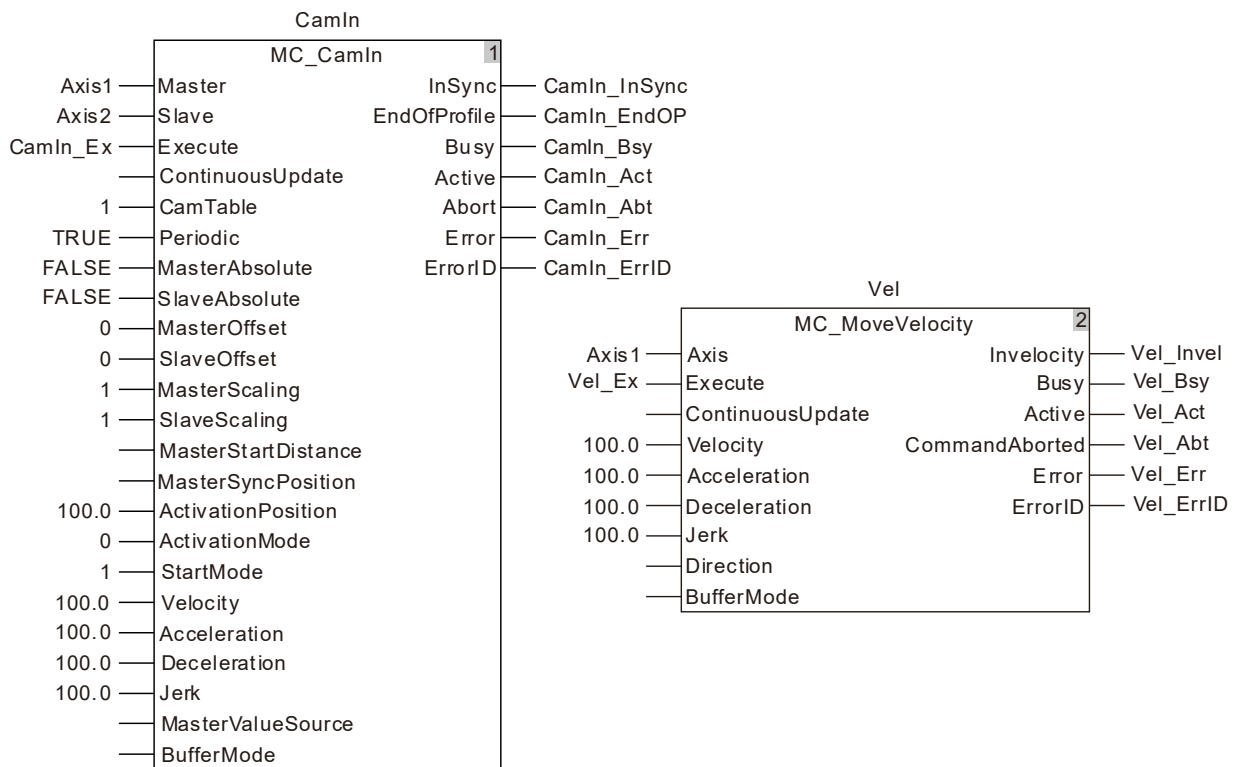 CamIn
MC_CamIn 1
Axis1 Master InSync CamIn_InSync
Axis2 Slave EndOfProfile CamIn_EndOP
CamIn_Ex Execute Busy CamIn_Bsy
ContinuousUpdate Active CamIn_Act
1 CamTable Abort CamIn_Abt
TRUE Periodic Error CamIn_Err
FALSE MasterAbsolute ErrorID CamIn_ErrID
FALSE SlaveAbsolute
0 MasterOffset
0 SlaveOffset
1 MasterScaling
1 SlaveScaling
MasterStartDistance
MasterSyncPosition
100.0 ActivationPosition
0 ActivationMode
1 StartMode
100.0 Velocity
100.0 Acceleration
100.0 Deceleration
100.0 Jerk
MasterValueSource
BufferMode
Vel
MC_MoveVelocity 2
Axis1 Axis Invelocity Vel_Invel
Vel_Ex Execute Busy Vel_Bsy
ContinuousUpdate Active Vel_Act
100.0 Velocity CommandAborted Vel_Abt
100.0 Acceleration Error Vel_Err
100.0 Deceleration ErrorID Vel_ErrID
100.0 Jerk
Direction
BufferMode